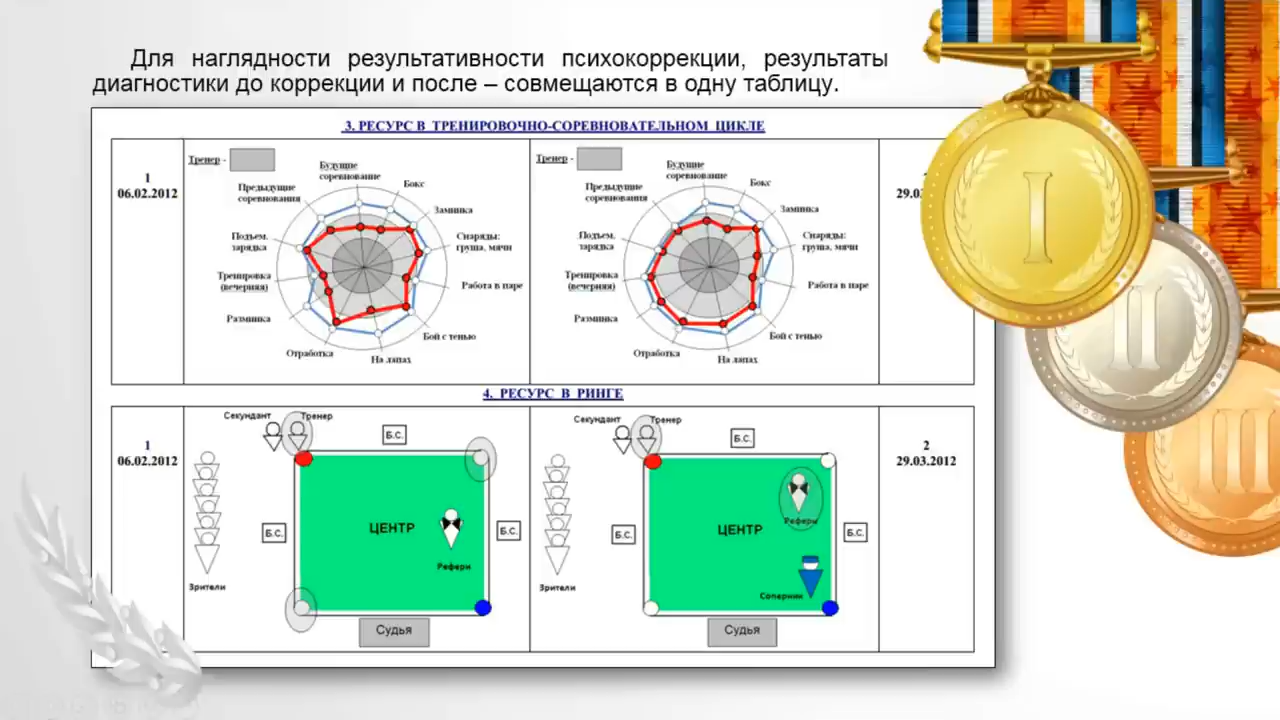 Для наглядности результативности психокоррекции, результаты
диагностики до коррекции и после – совмещаются в одну таблицу.
3. РЕСУРС В ТРЕНИРОВОЧНО-СОРЕВНОВАТЕЛЬНОМ ЦИКЛЕ
1
06.02.2012
Тренер -
Будущие
соревнование
Бокс
Предыдущие
соревнования
Заминка
Подъем.
зарядка
Снаряды:
груша, мячи
Тренировка
(вечерняя)
Работа в паре
Разминка
Бой с тенью
Отработка
На лапах
Тренер -
Будущие
соревнование
Бокс
Предыдущие
соревнования
Заминка
Подъем.
зарядка
Снаряды:
груша, мячи
Тренировка
(вечерняя)
Работа в паре
Разминка
Бой с тенью
Отработка
На лапах
29.0
4. РЕСУРС В РИНГЕ
1
06.02.2012
Секундант
Тренер
Б.С.
ЦЕНТР
Б.С.
Б.С.
Рефери
Зрители
Судья
Секундант
Тренер
Б.С.
Рефери
ЦЕНТР
Б.С.
Б.С.
Соперник
Зрители
Судья
2
29.03.2012
I
II
III